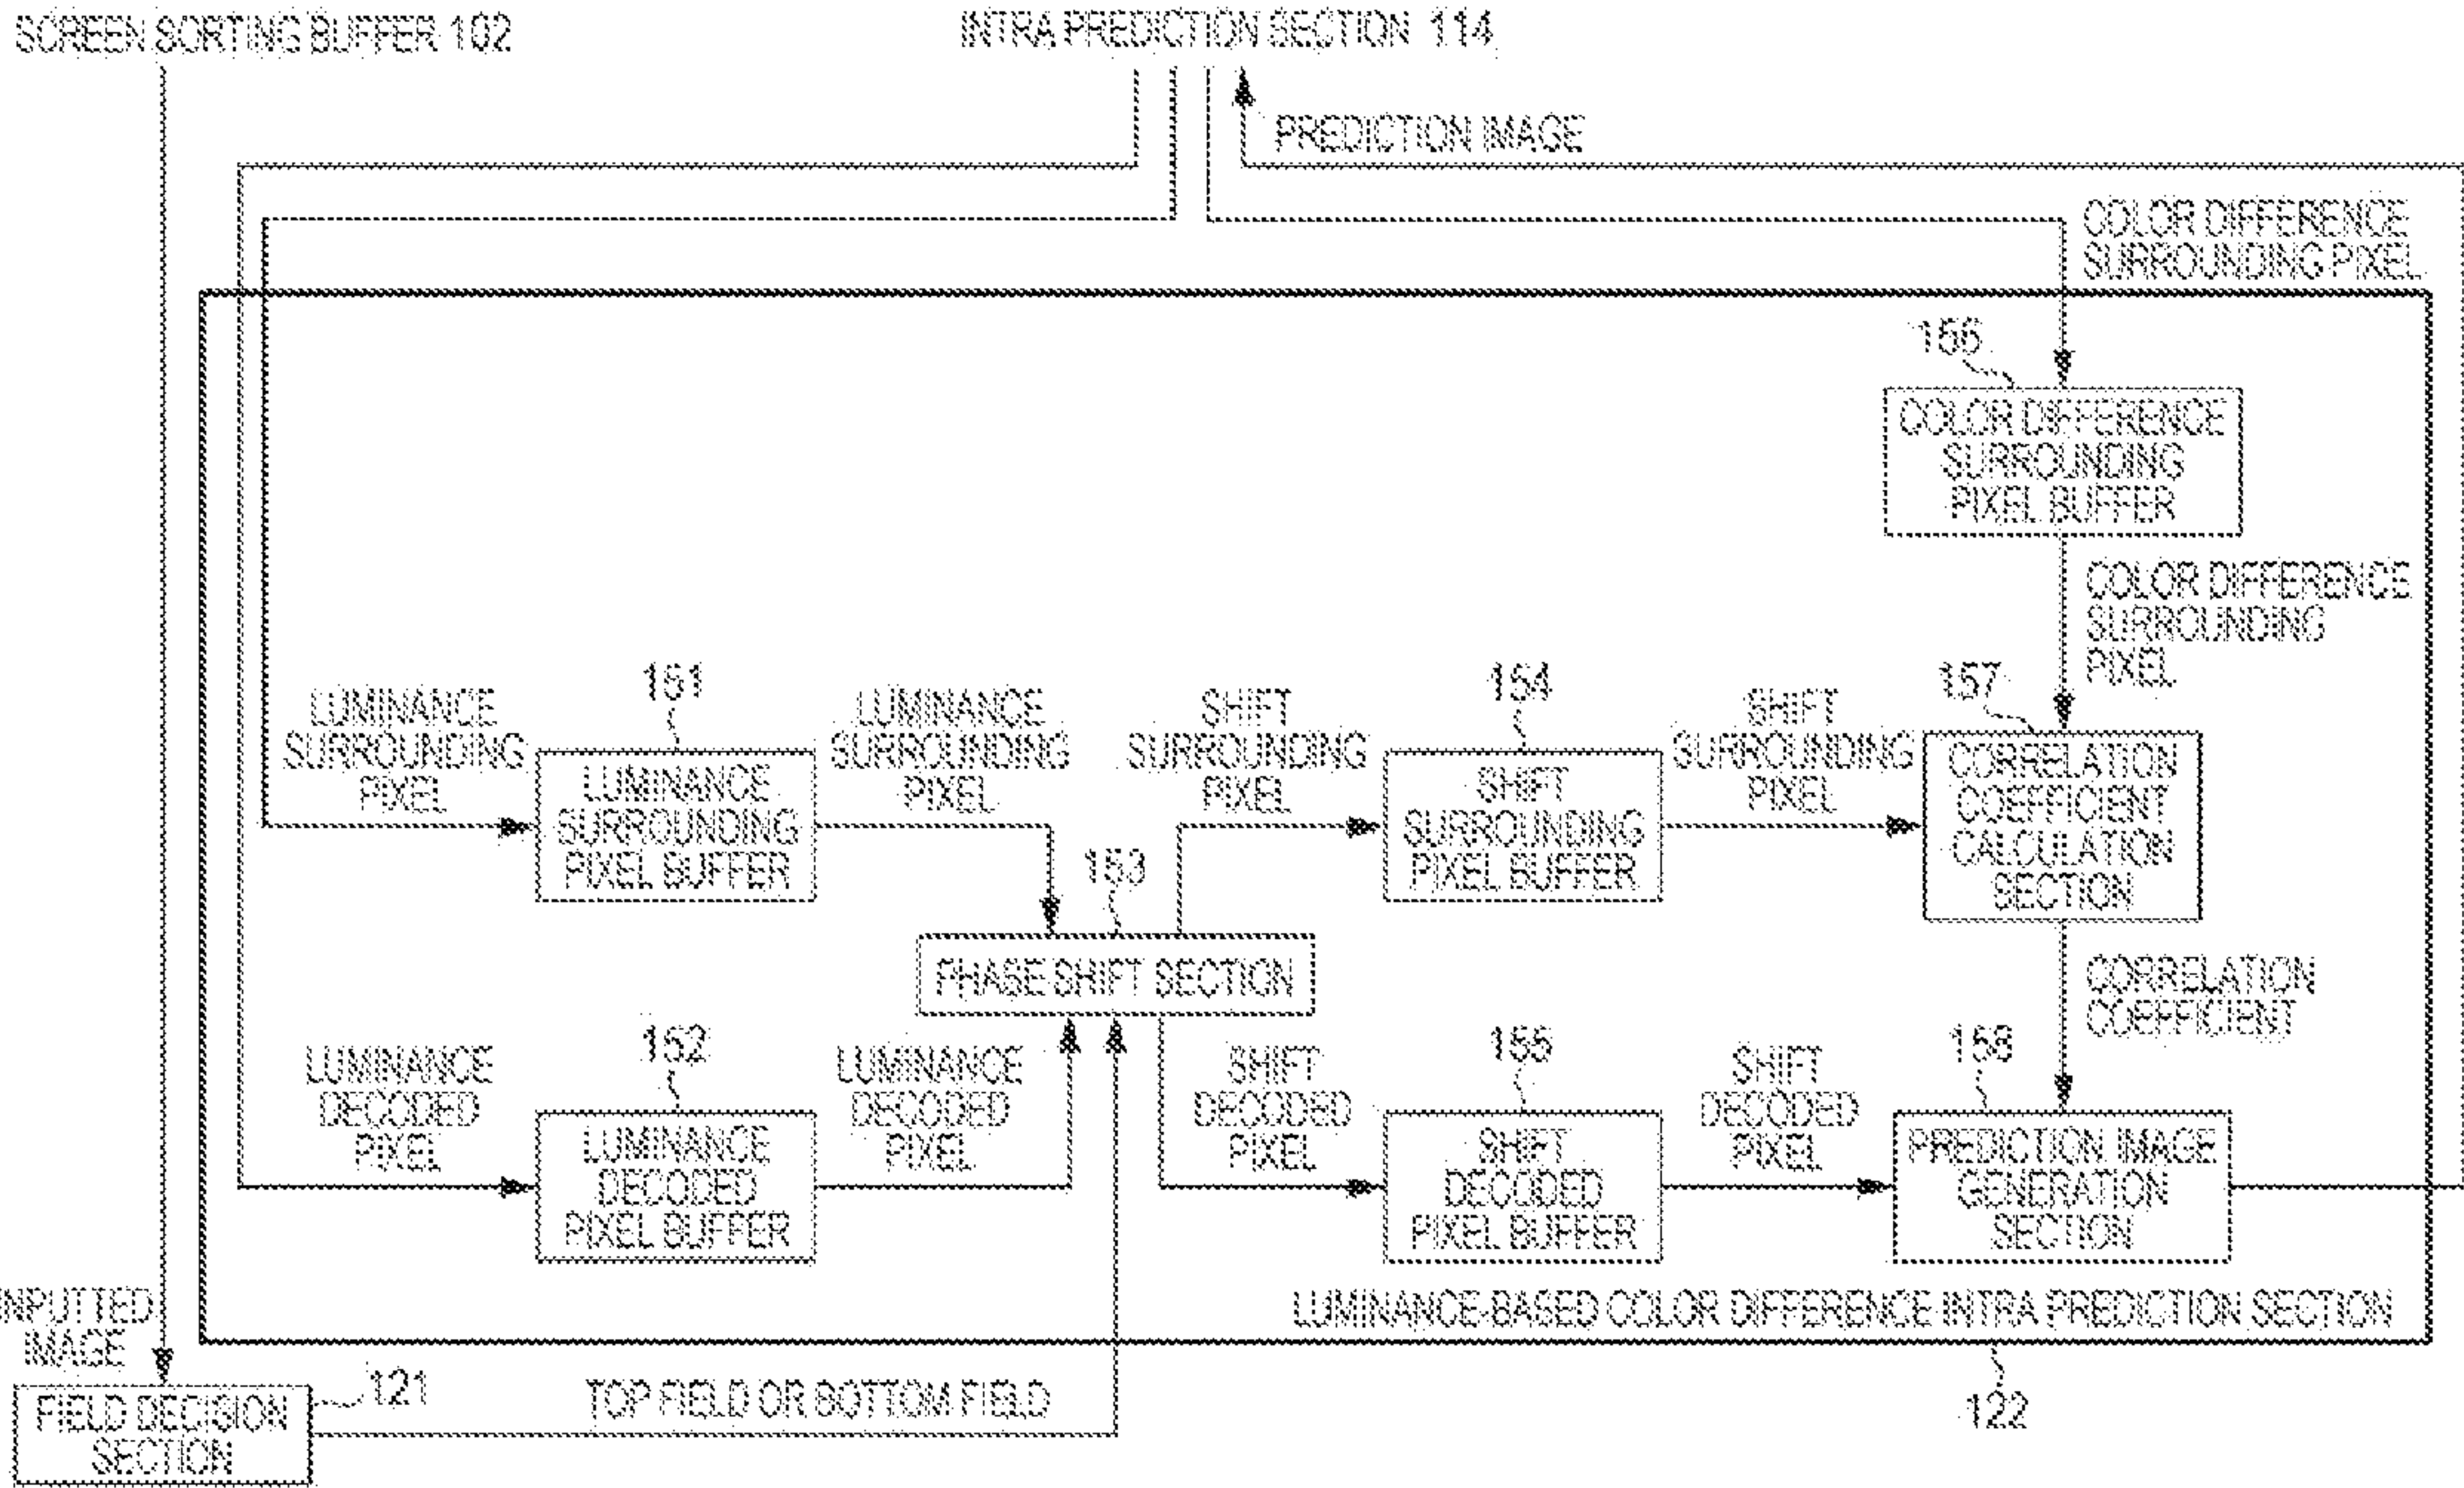 SCREEN SORTING BUFFER 102
INTRA PREDICTION SECTION 114
PREDICTION IMAGE
COLOR DIFFERENCE
SURROUNDING PIXEL
156
COLOR DIFFERENCE
SURROUNDING
PIXEL BUFFER
COLOR DIFFERENCE
SURROUNDING
PIXEL
LUMINANCE
SURROUNDING
PIXEL
151
LUMINANCE
SURROUNDING
PIXEL BUFFER
LUMINANCE
SURROUNDING
PIXEL
SHIFT
SURROUNDING
PIXEL
154
SHIFT
SURROUNDING
PIXEL BUFFER
SHIFT
SURROUNDING
PIXEL
157
CORRELATION
COEFFICIENT
CALCULATION
SECTION
153
PHASE SHIFT SECTION
CORRELATION
COEFFICIENT
LUMINANCE
DECODED
PIXEL
152
LUMINANCE
DECODED
PIXEL BUFFER
LUMINANCE
DECODED
PIXEL
SHIFT
DECODED
PIXEL
155
SHIFT
DECODED
PIXEL BUFFER
SHIFT
DECODED
PIXEL
158
PREDICTION IMAGE
GENERATION
SECTION
LUMINANCE-BASED COLOR DIFFERENCE INTRA PREDICTION SECTION
122
INPUTTED
IMAGE
FIELD DECISION
SECTION
121
TOP FIELD OR BOTTOM FIELD